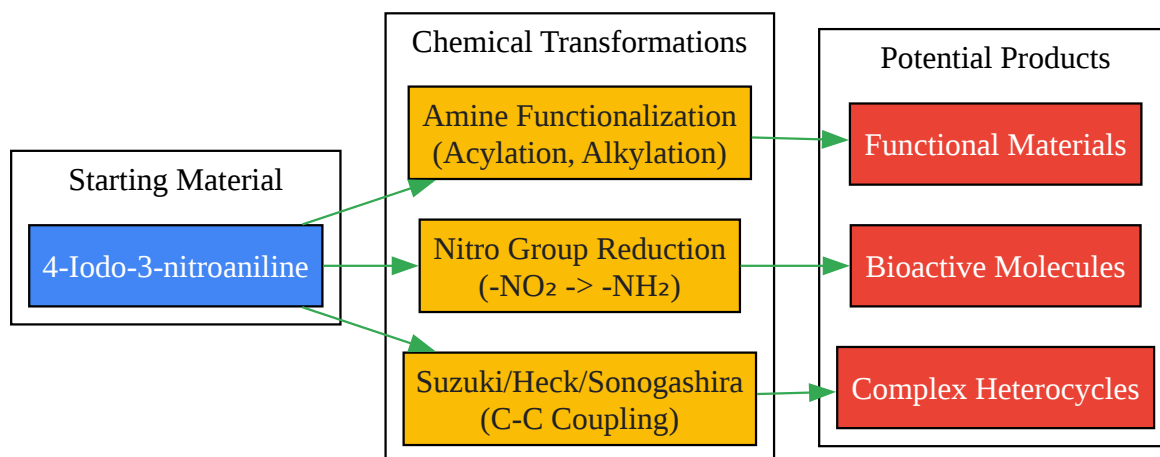 Starting Material
4-Iodo-3-nitroaniline
Chemical Transformations
Amine Functionalization
(Acylation, Alkylation)
Nitro Group Reduction
(-NO₂ -> -NH₂)
Suzuki/Heck/Sonogashira
(C-C Coupling)
Potential Products
Functional Materials
Bioactive Molecules
Complex Heterocycles